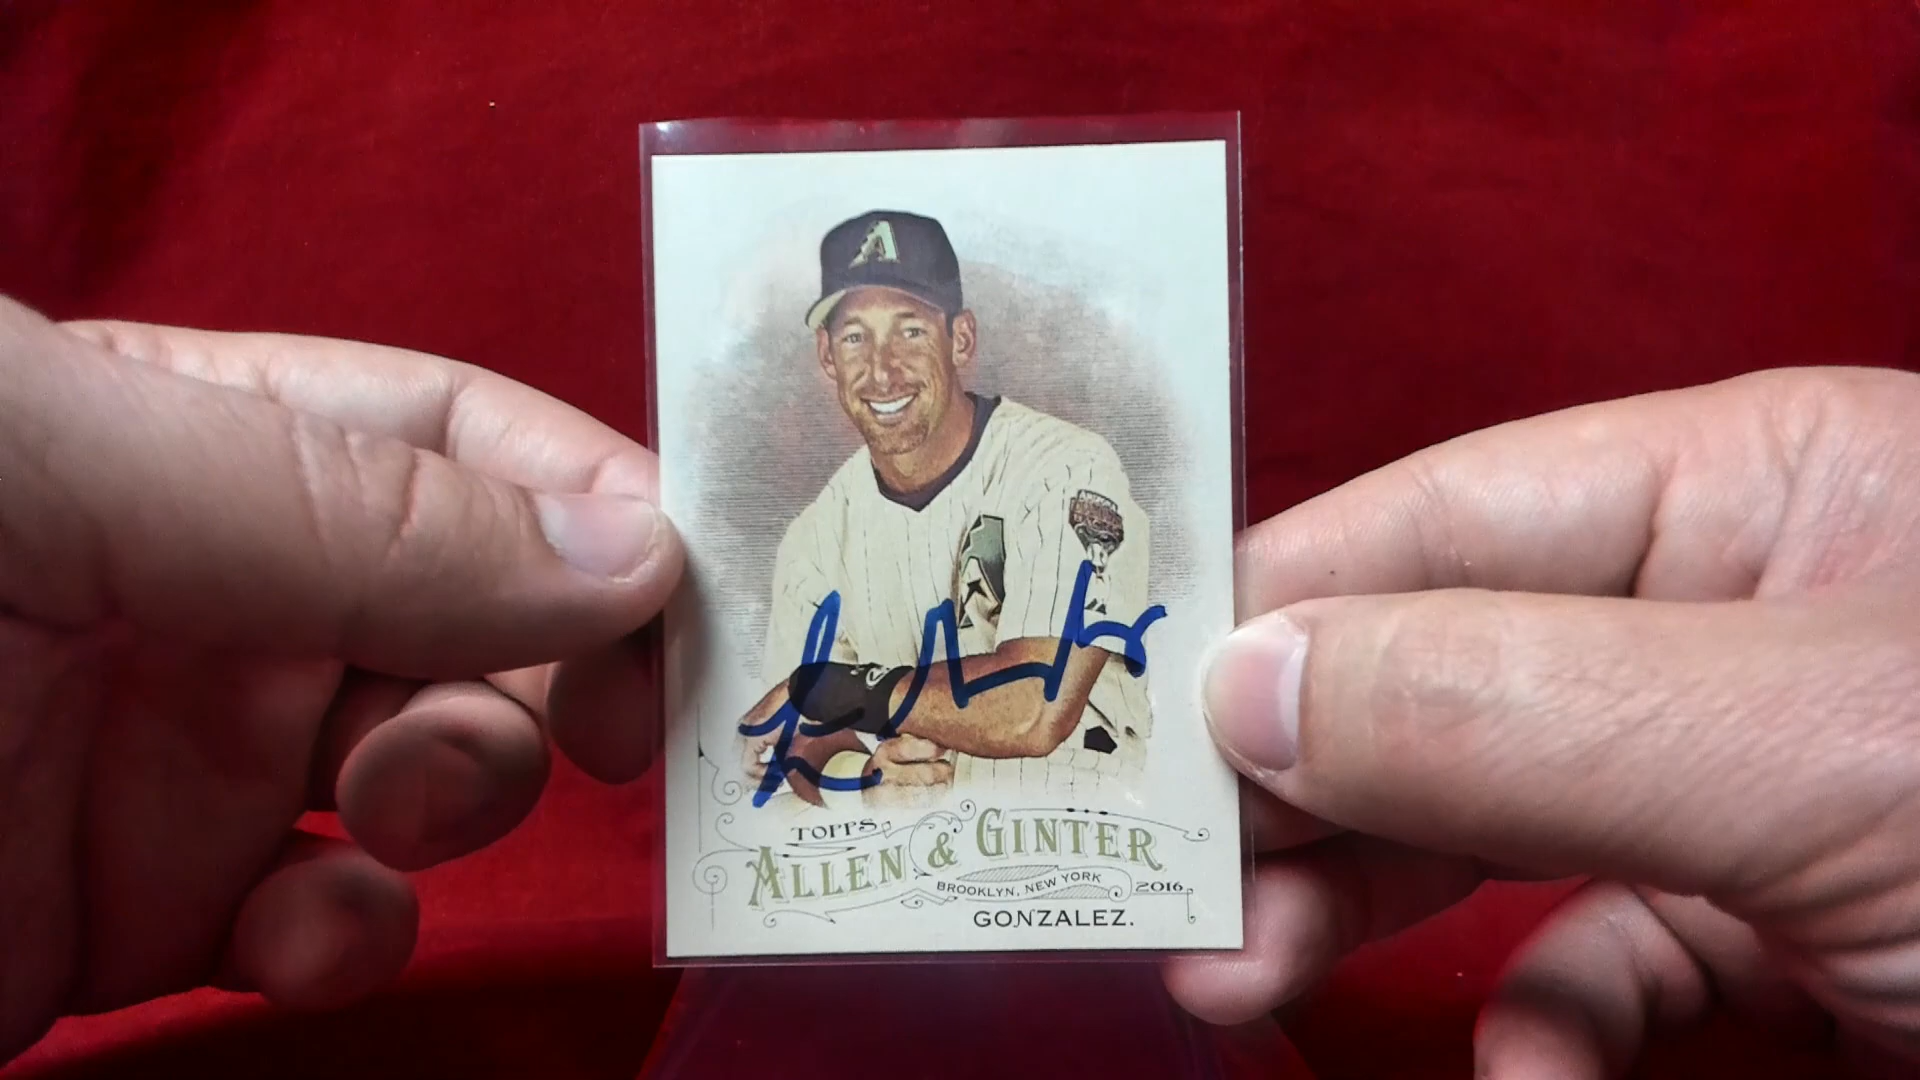 A
TOPPS
ALLEN & GINTER
BROOKLYN, NEW YORK 2016
GONZALEZ.